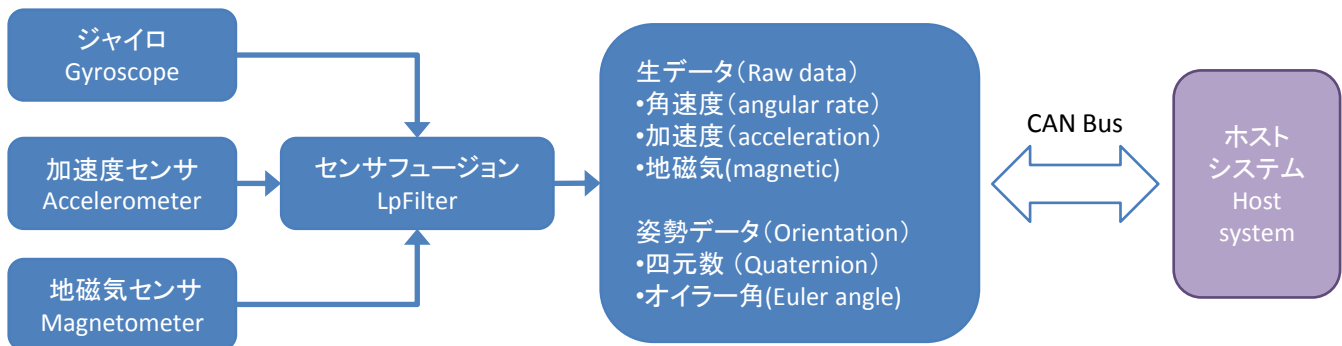 ジャイロ
Gyroscope
加速度センサ
Accelerometer
地磁気センサ
Magnetometer
センサフュージョン
LpFilter
生データ(Raw data)
•角速度(angular rate)
•加速度(acceleration)
•地磁気(magnetic)
姿勢データ(Orientation)
•四元数 (Quaternion)
•オイラー角(Euler angle)
CAN Bus
ホスト
システム
Host
system